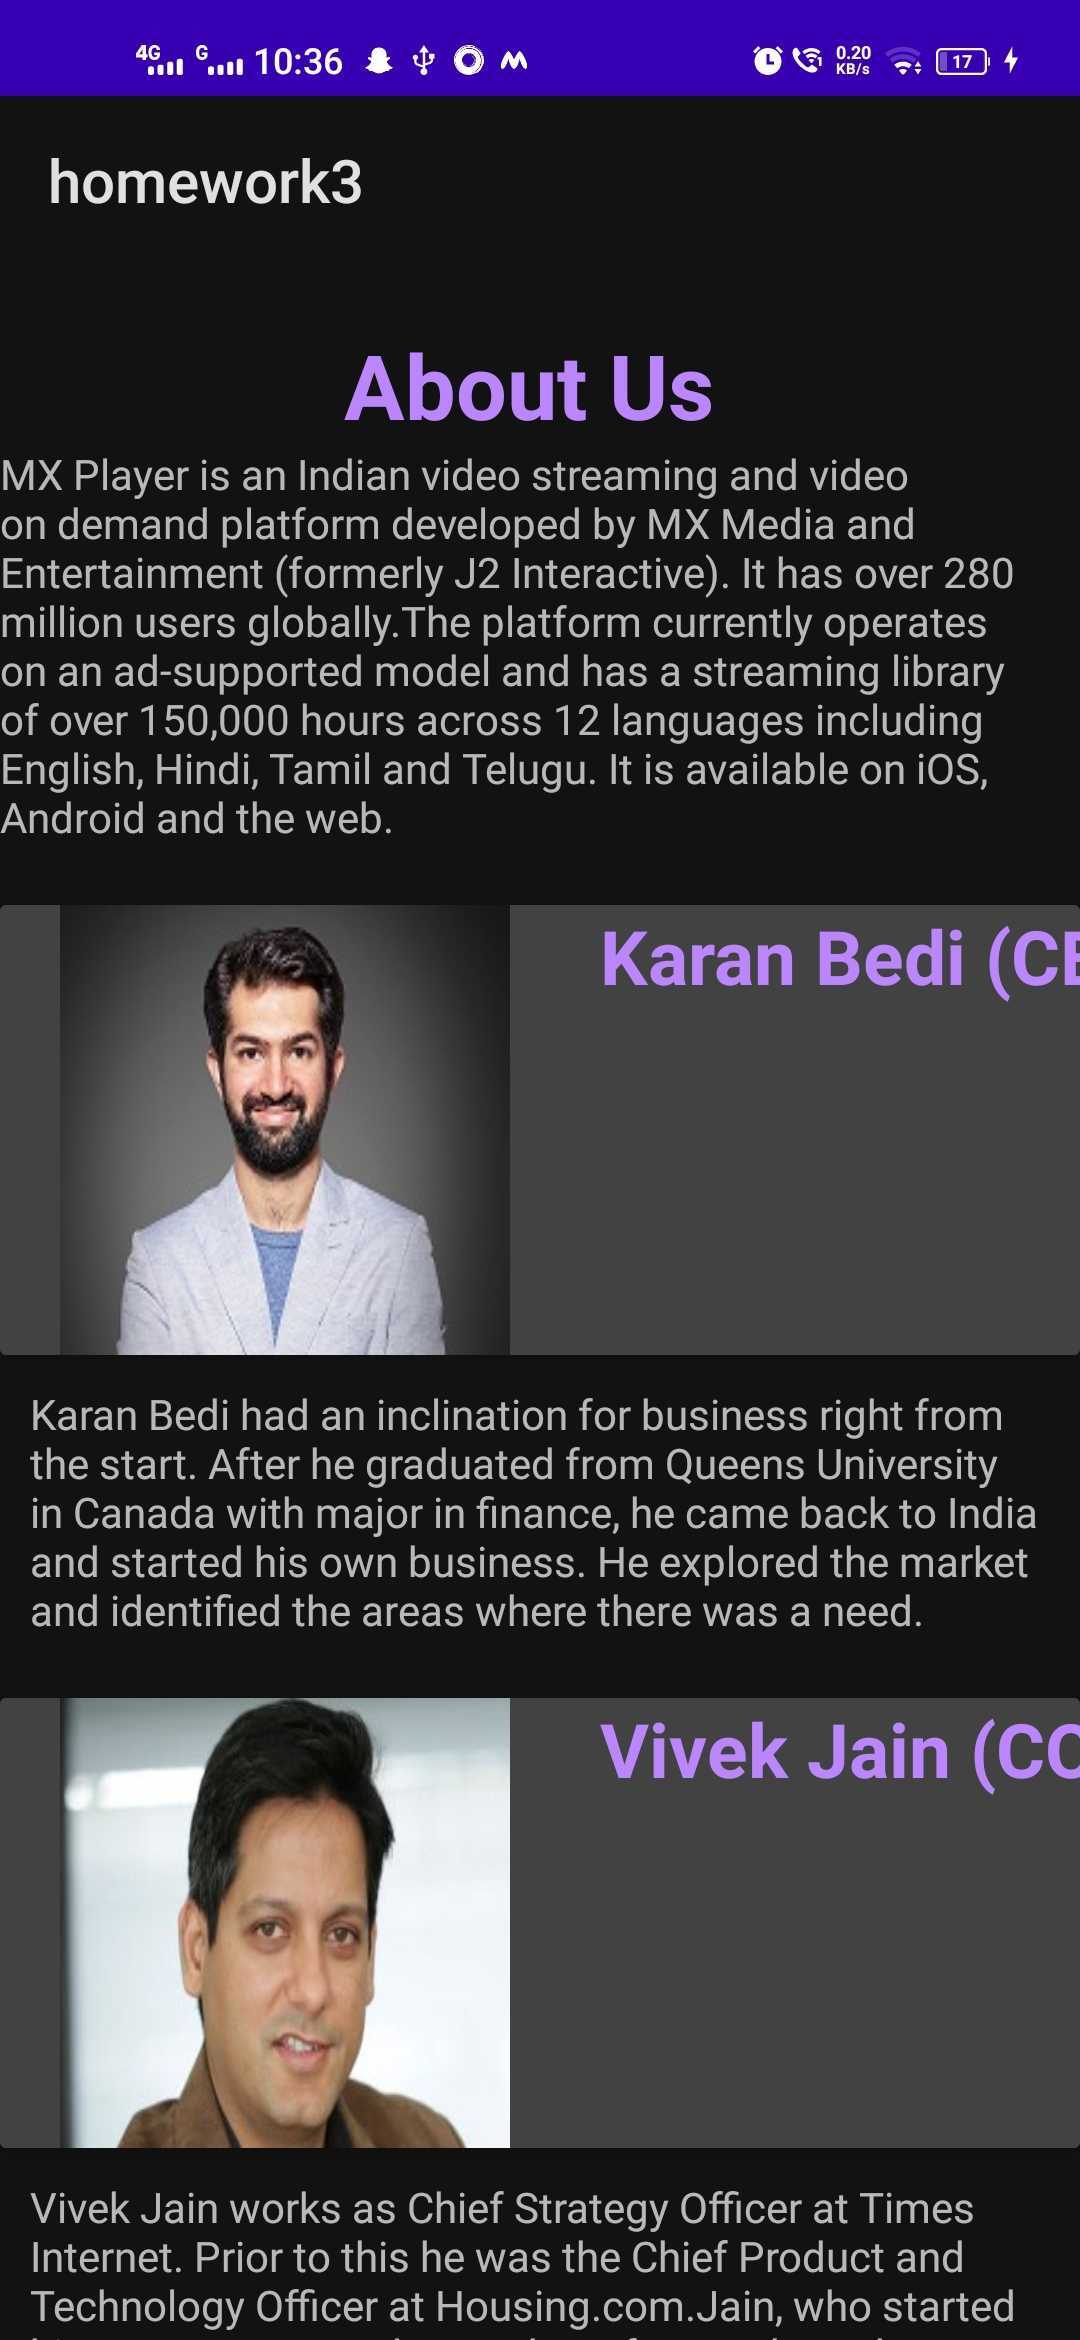 4G G 10:36 0.20 KB/s 17
homework3
About Us
MX Player is an Indian video streaming and video
on demand platform developed by MX Media and
Entertainment (formerly J2 Interactive). It has over 280
million users globally.The platform currently operates
on an ad-supported model and has a streaming library
of over 150,000 hours across 12 languages including
English, Hindi, Tamil and Telugu. It is available on iOS,
Android and the web.
Karan Bedi (CE
Karan Bedi had an inclination for business right from
the start. After he graduated from Queens University
in Canada with major in finance, he came back to India
and started his own business. He explored the market
and identified the areas where there was a need.
Vivek Jain (CO
Vivek Jain works as Chief Strategy Officer at Times
Internet. Prior to this he was the Chief Product and
Technology Officer at Housing.com.Jain, who started